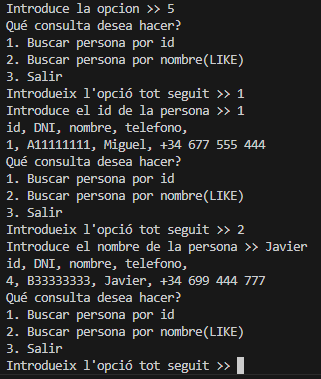 Introduce la opcion >> 5
Qué consulta desea hacer?
1. Buscar persona por id
2. Buscar persona por nombre(LIKE)
3. Salir
Introdueix l'opció tot seguit >> 1
Introduce el id de la persona >> 1
id, DNI, nombre, telefono,
1, A11111111, Miguel, +34 677 555 444
Qué consulta desea hacer?
1. Buscar persona por id
2. Buscar persona por nombre(LIKE)
3. Salir
Introdueix l'opció tot seguit >> 2
Introduce el nombre de la persona >> Javier
id, DNI, nombre, telefono,
4, B33333333, Javier, +34 699 444 777
Qué consulta desea hacer?
1. Buscar persona por id
2. Buscar persona por nombre(LIKE)
3. Salir
Introdueix l'opció tot seguit >>